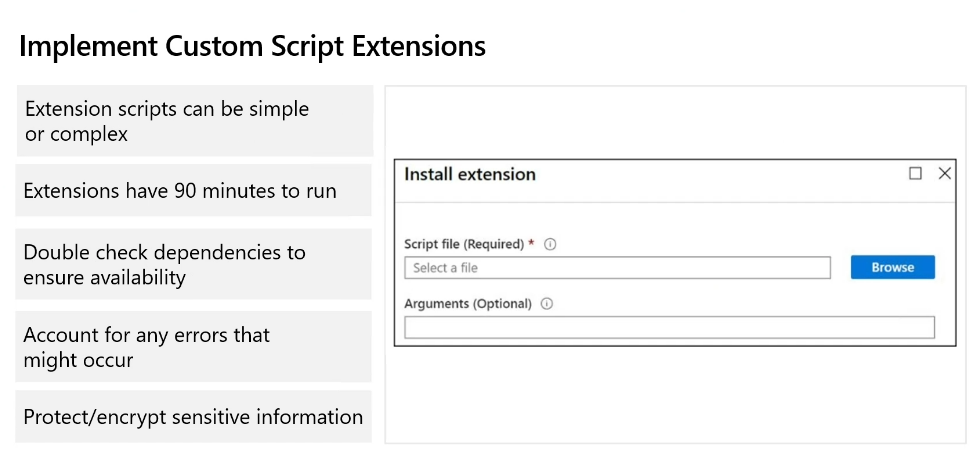 Implement Custom Script Extensions
Extension scripts can be simple
or complex
Extensions have 90 minutes to run
Double check dependencies to
ensure availability
Account for any errors that
might occur
Protect/encrypt sensitive information
Install extension
Script file (Required) *
Select a file
Browse
Arguments (Optional)